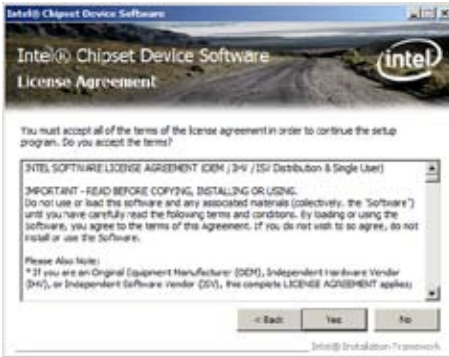 Intel® Chipset Device Software
Intel® Chipset Device Software
License Agreement
intel
You must accept all of the terms of the license agreement in order to continue the setup
program. Do you accept the terms?
INTEL SOFTWARE LICENSE AGREEMENT (OEM / IHV / ISV Distribution & Single User)
IMPORTANT - READ BEFORE COPYING, INSTALLING OR USING.
Do not use or load this software and any associated materials (collectively, the "Software")
until you have carefully read the following terms and conditions. By loading or using the
Software, you agree to the terms of this Agreement. If you do not wish to so agree, do not
install or use the Software.
Please Also Note:
* If you are an Original Equipment Manufacturer (OEM), Independent Hardware Vendor
(IHV), or Independent Software Vendor (ISV), this complete LICENSE AGREEMENT applies;
< Back
Yes
No
Intel® Installation Framework